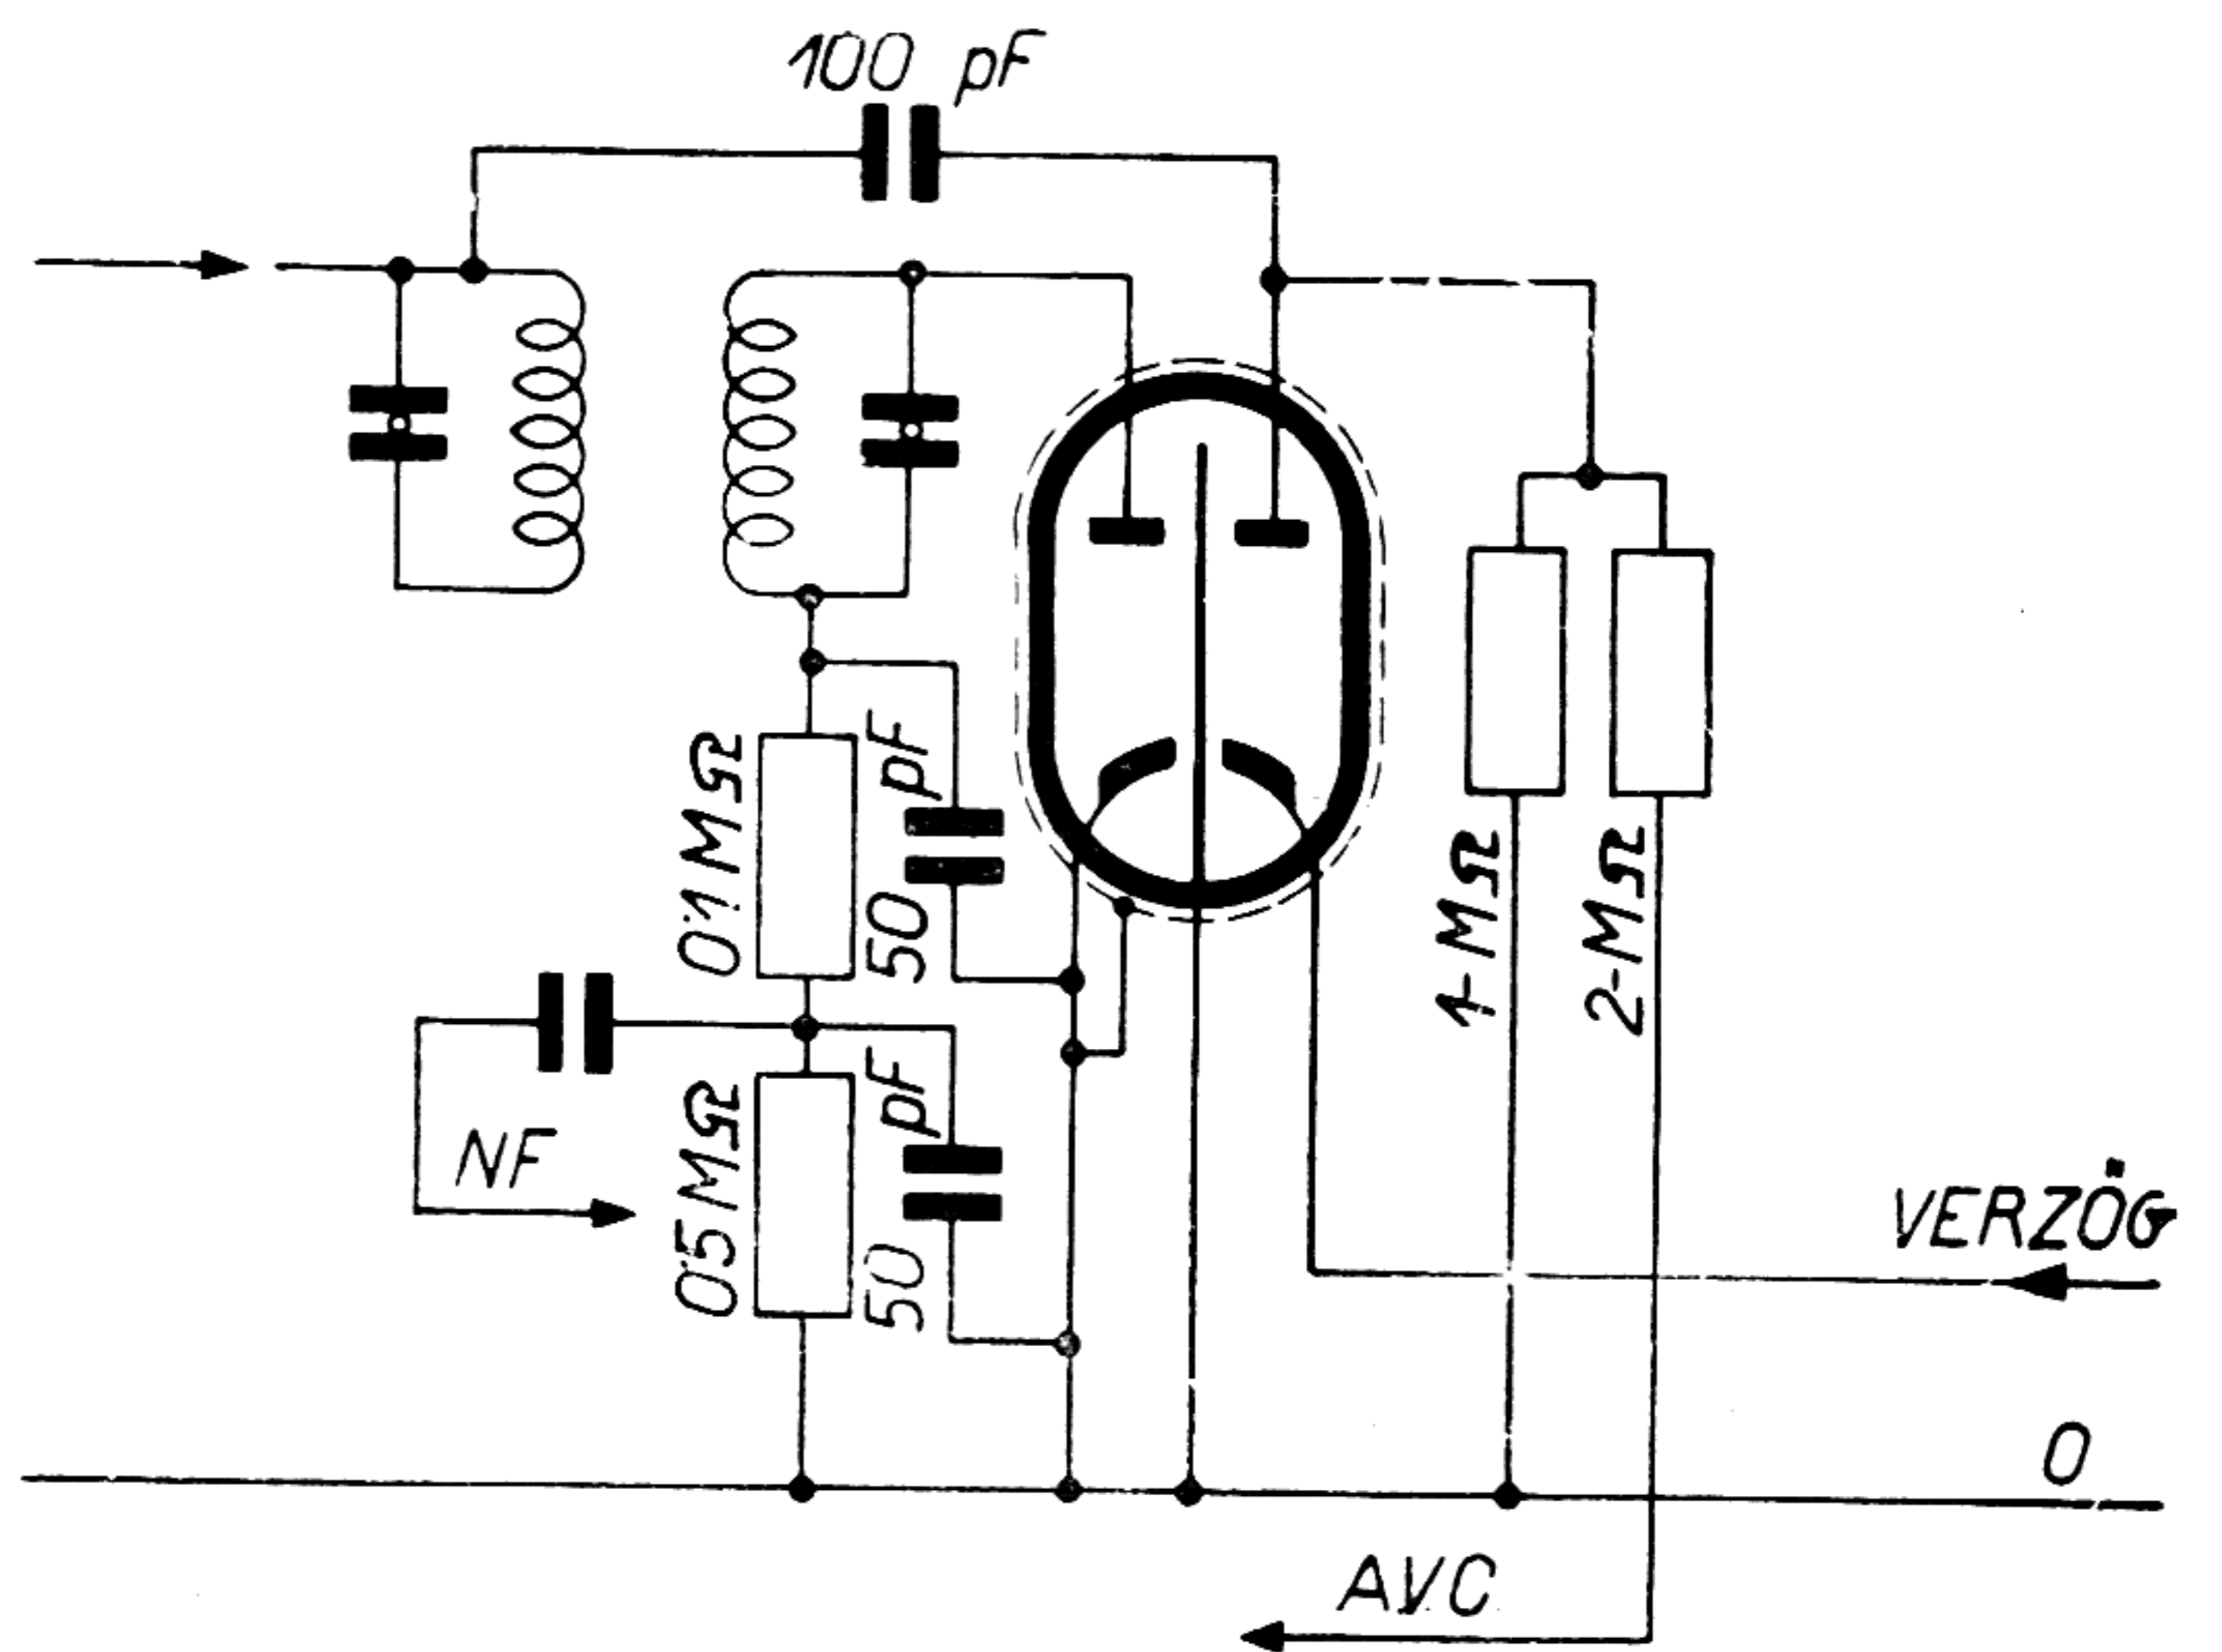 100 pF
0.1 MΩ
50 pF
1-MΩ
2-MΩ
NF
0.5 MΩ
50 pF
VERZÖG
0
AVC